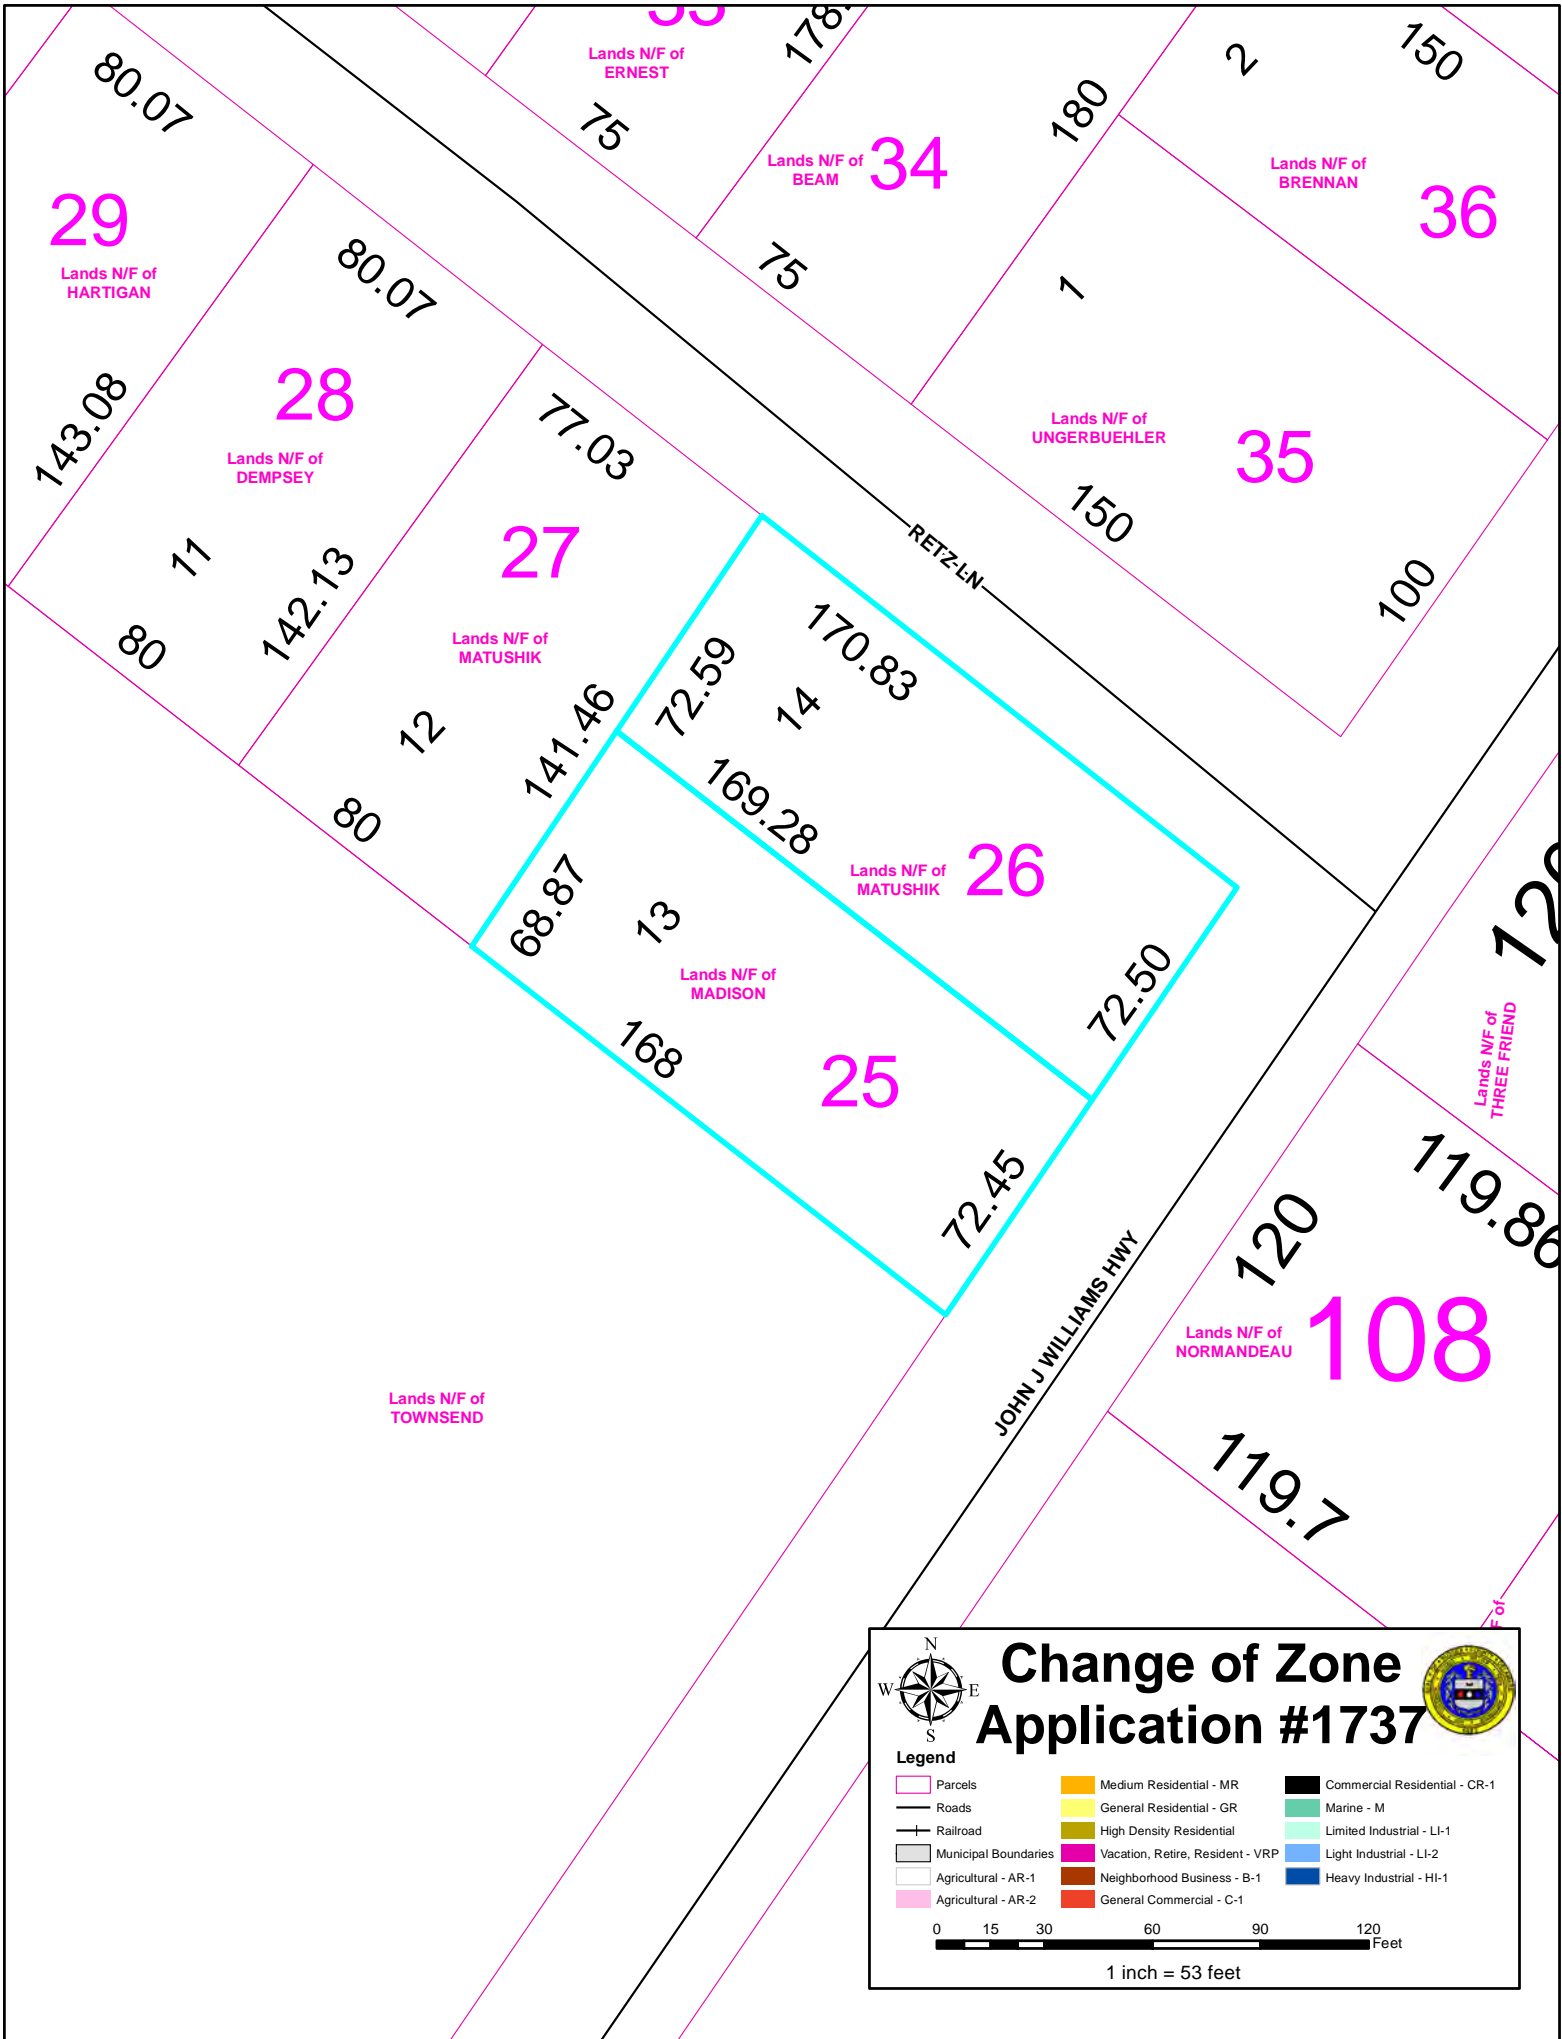 80.07
Lands N/F of
ERNEST
75
2
150
180
Lands N/F of
BEAM
34
Lands N/F of
BRENNAN
36
29
Lands N/F of
HARTIGAN
80.07
75
1
143.08
28
Lands N/F of
DEMPSEY
77.03
Lands N/F of
UNGERBUEHLER
35
150
RETZ LN
100
11
142.13
27
80
Lands N/F of
MATUSHIK
72.59
170.83
14
12
141.46
169.28
80
Lands N/F of
MATUSHIK
26
68.87
13
Lands N/F of
MADISON
72.50
168
25
Lands N/F of
THREE FRIEND
72.45
119.86
120
JOHN J WILLIAMS HWY
Lands N/F of
NORMANDEAU
108
Lands N/F of
TOWNSEND
119.7
F of
N
W
E
S
Change of Zone
Application #1737
Legend
Parcels
Roads
Railroad
Municipal Boundaries
Agricultural - AR-1
Agricultural - AR-2
Medium Residential - MR
General Residential - GR
High Density Residential
Vacation, Retire, Resident - VRP
Neighborhood Business - B-1
General Commercial - C-1
Commercial Residential - CR-1
Marine - M
Limited Industrial - LI-1
Light Industrial - LI-2
Heavy Industrial - HI-1
0 15 30 60 90 120
Feet
1 inch = 53 feet